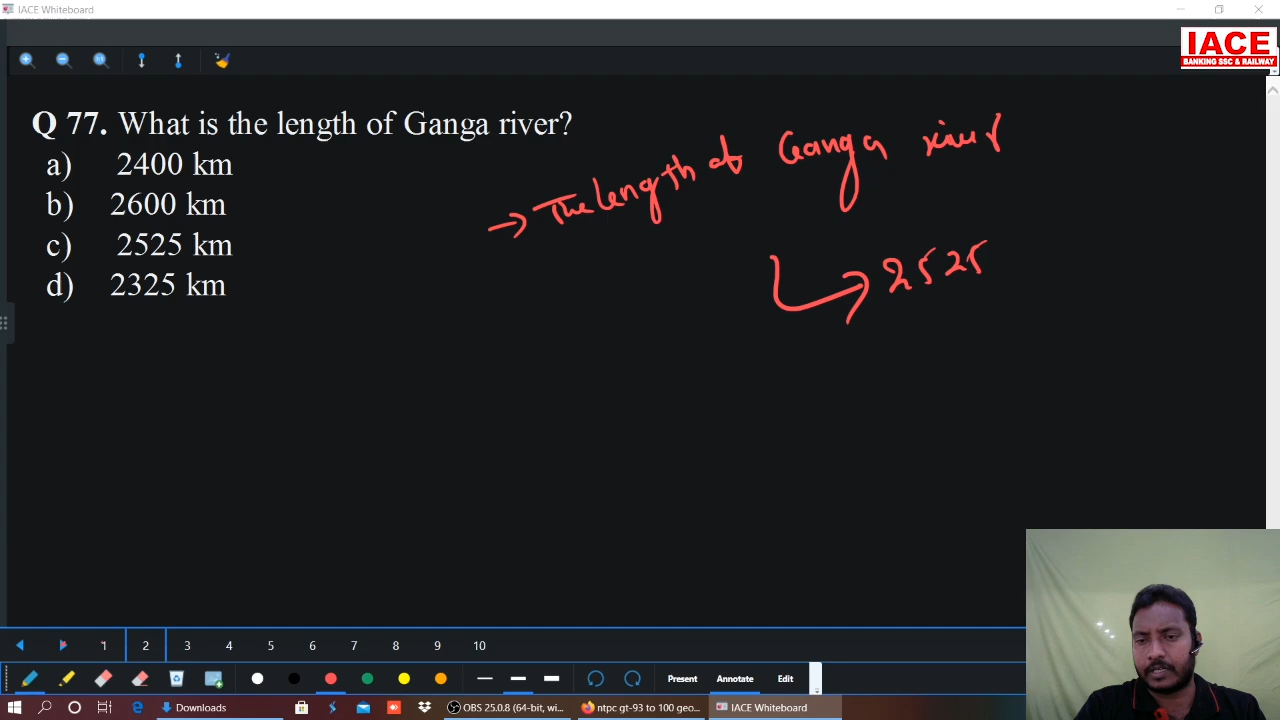 IACE Whiteboard
IACE
BANKING SSC & RAILWAY
Q 77. What is the length of Ganga river?
a) 2400 km
b) 2600 km
c) 2525 km
d) 2325 km
→ The length of Ganga river
2525
1 2 3 4 5 6 7 8 9 10
Present Annotate Edit
Downloads OBS 25.0.8 (64-bit, wi... ntpc gt-93 to 100 geo... IACE Whiteboard